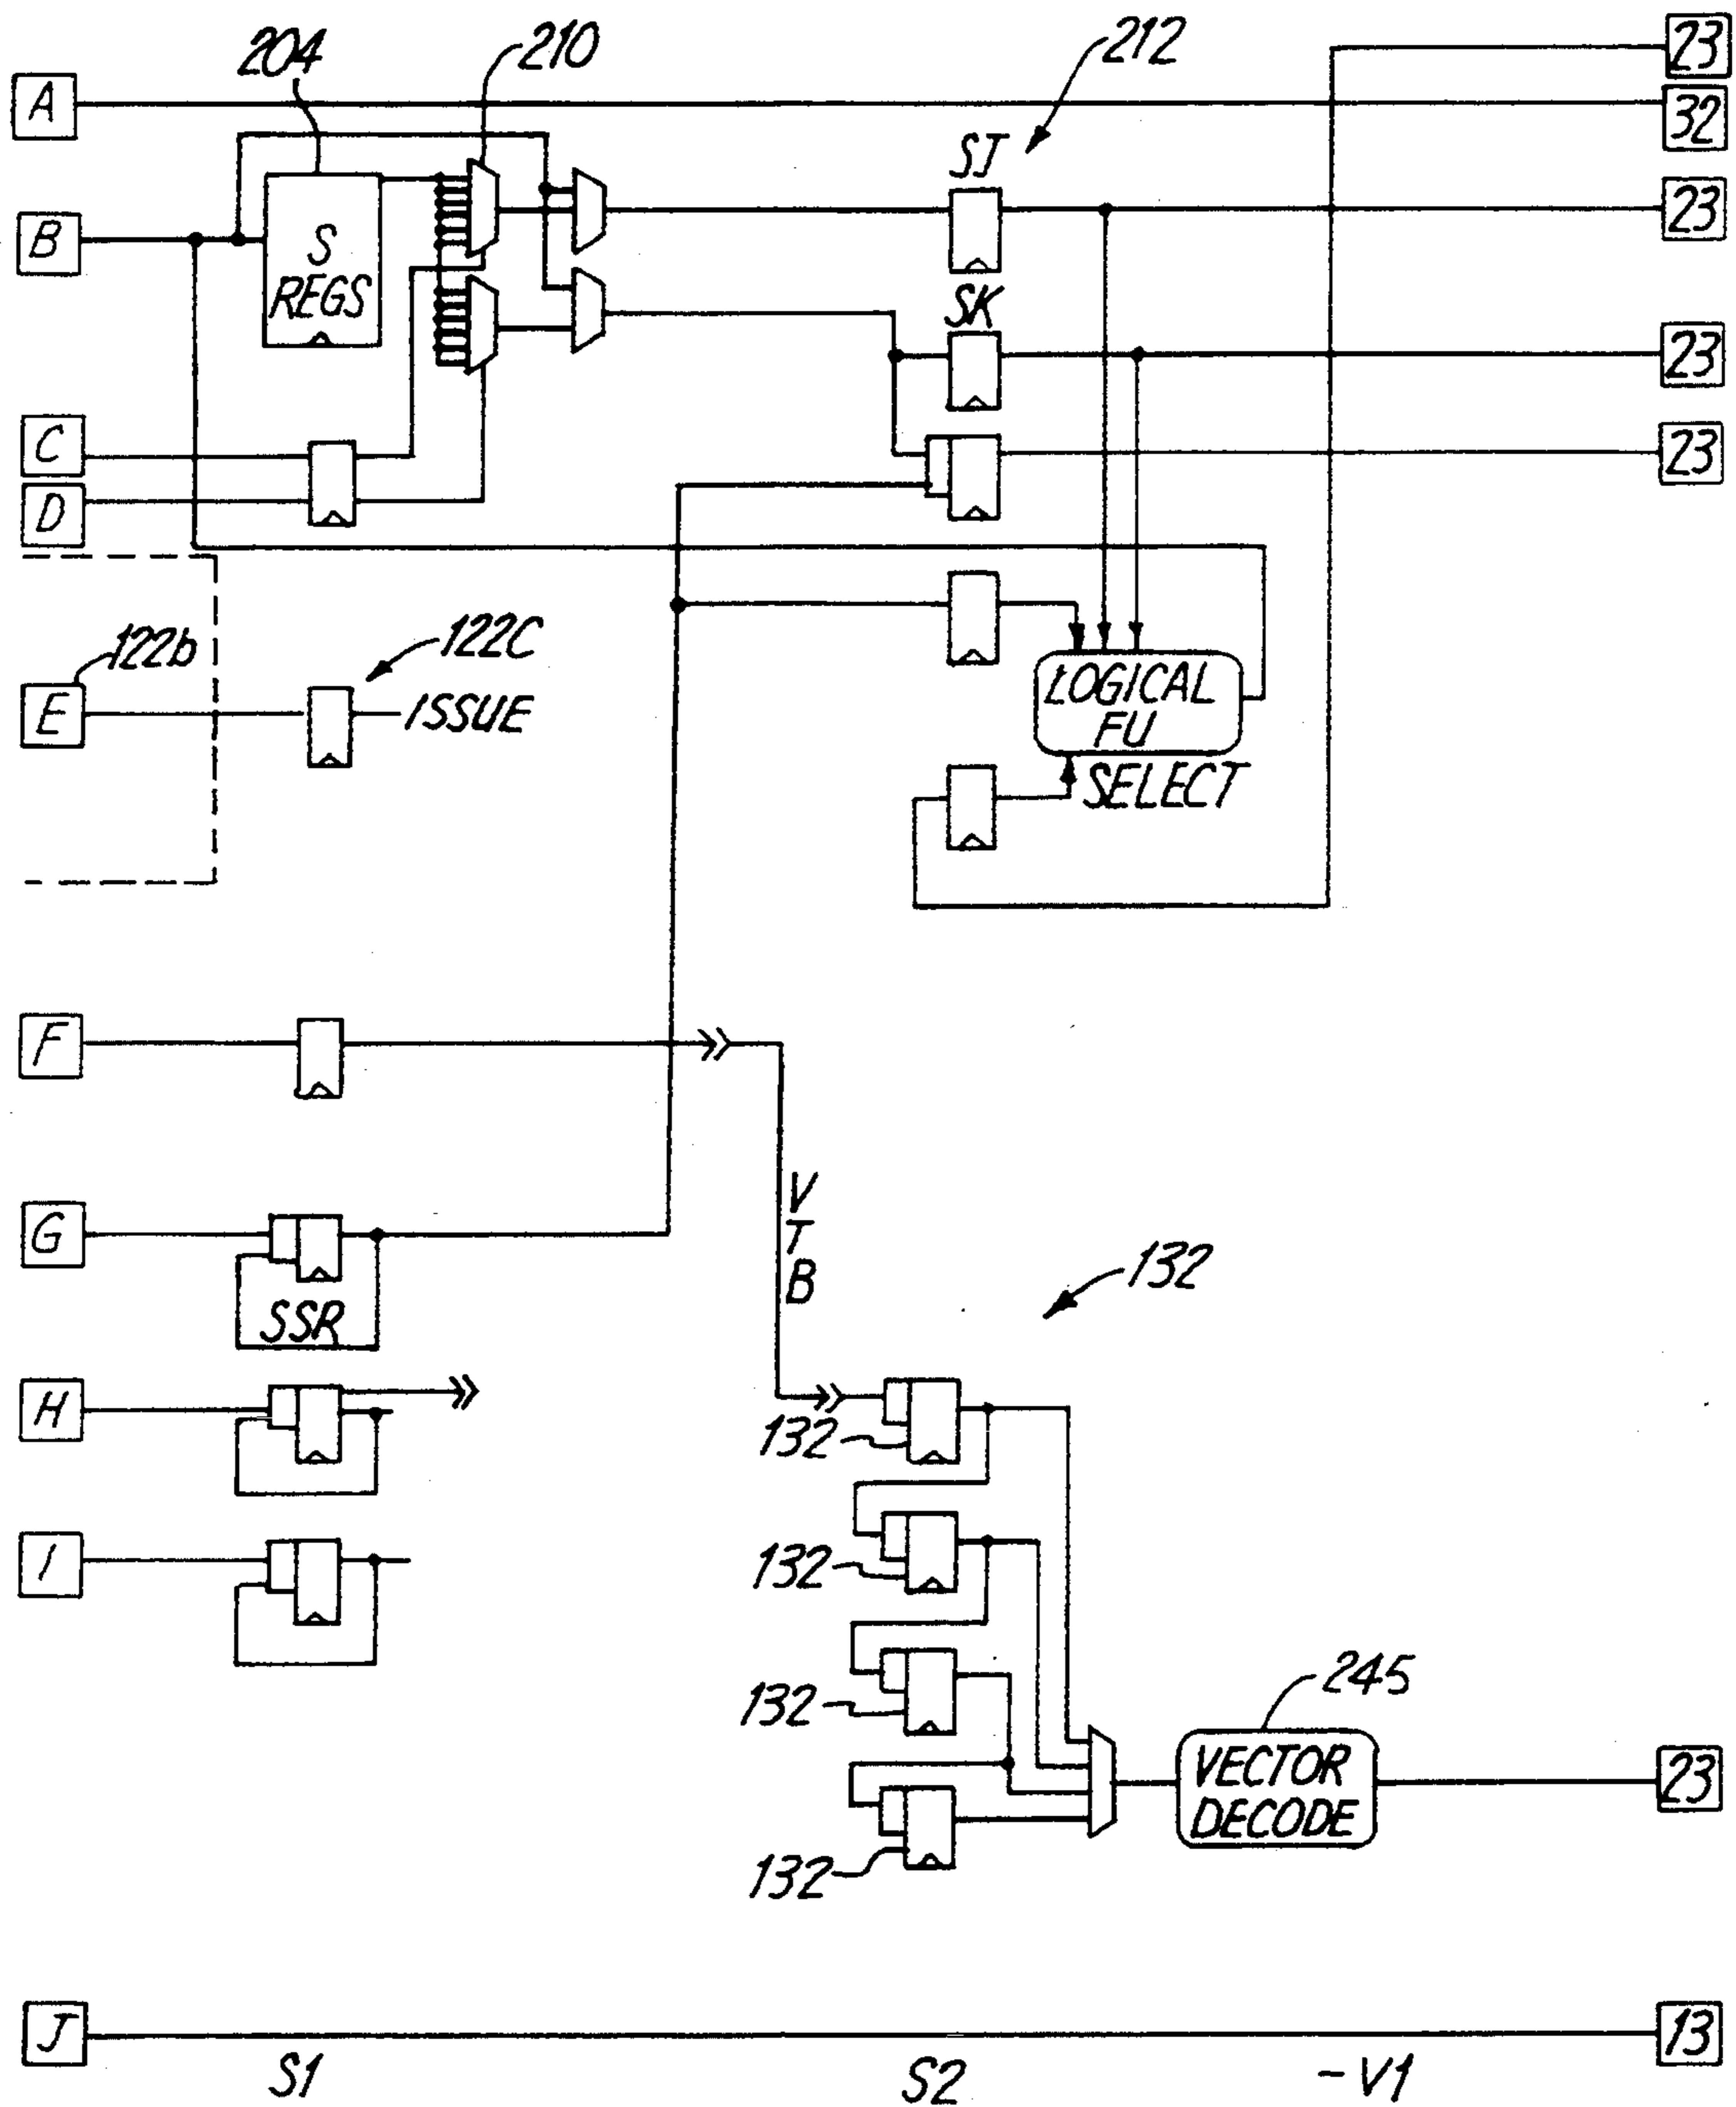 204
210
212
23
A
32
SJ
23
B
S
REGS
SK
23
C
23
D
122b
122C
E
ISSUE
LOGICAL
FU
SELECT
F
V
T
B
G
132
SSR
H
132
I
132
132
245
VECTOR
DECODE
23
132
J
13
S1
S2
-V1